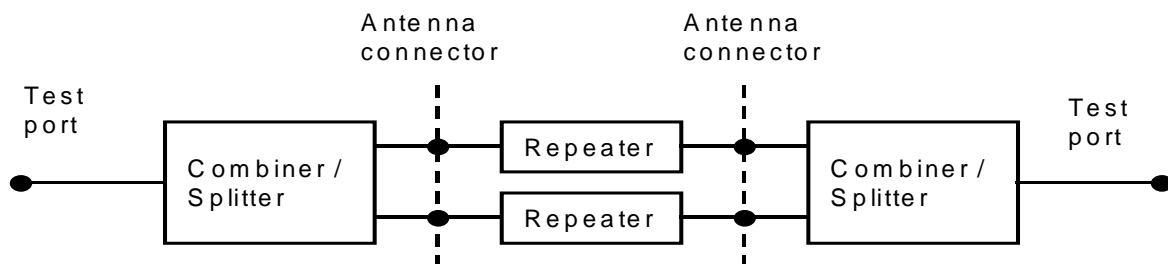 Antenna
connector
Antenna
connector
Test
port
Test
port
Combiner/
Splitter
Repeater
Repeater
Combiner/
Splitter